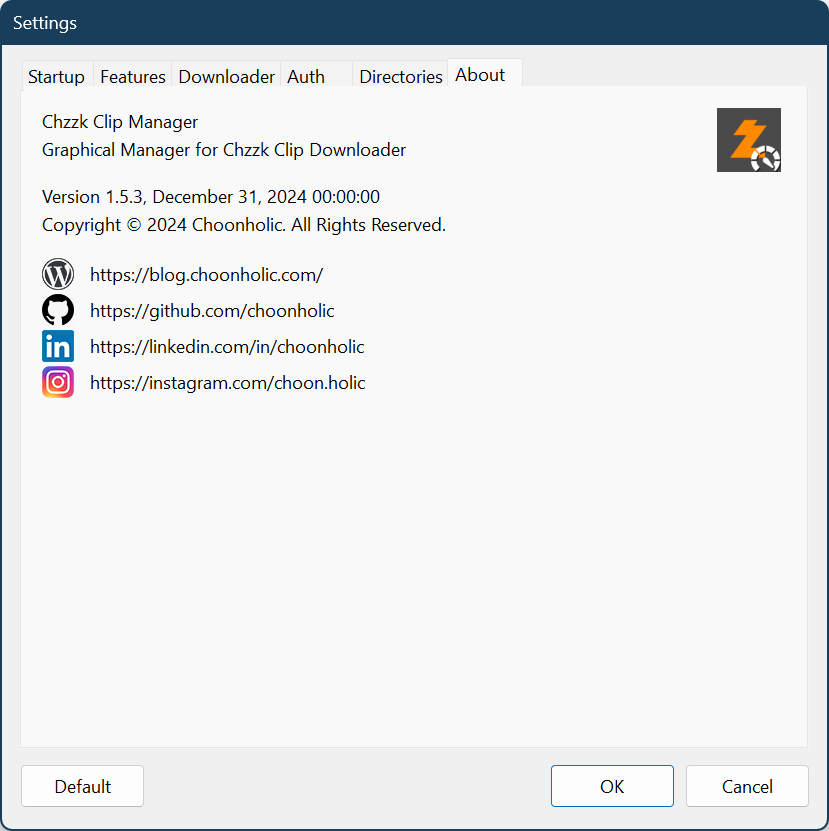 Settings
Startup Features Downloader Auth Directories About
Chzzk Clip Manager
Graphical Manager for Chzzk Clip Downloader
Version 1.5.3, December 31, 2024 00:00:00
Copyright © 2024 Choonholic. All Rights Reserved.
https://blog.choonholic.com/
https://github.com/choonholic
in https://linkedin.com/in/choonholic
https://instagram.com/choon.holic
Default OK Cancel